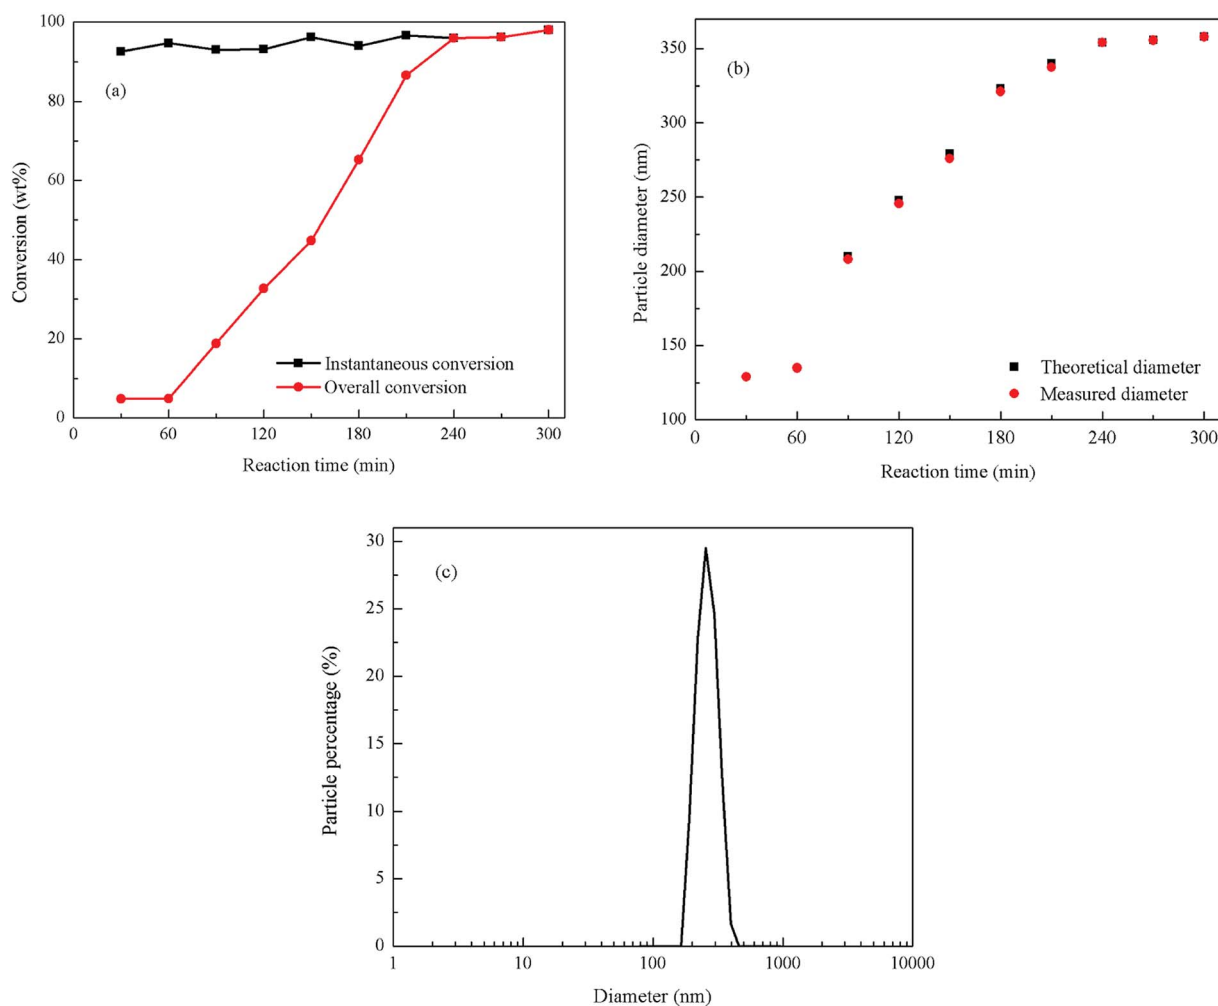 100
80
60
40
20
0
Conversion (wt%)
(a)
Instantaneous conversion
Overall conversion
0 60 120 180 240 300
Reaction time (min)
350
300
250
200
150
100
Particle diameter (nm)
(b)
Theoretical diameter
Measured diameter
0 60 120 180 240 300
Reaction time (min)
30
25
20
15
10
5
0
Particle percentage (%)
(c)
1 10 100 1000 10000
Diameter (nm)